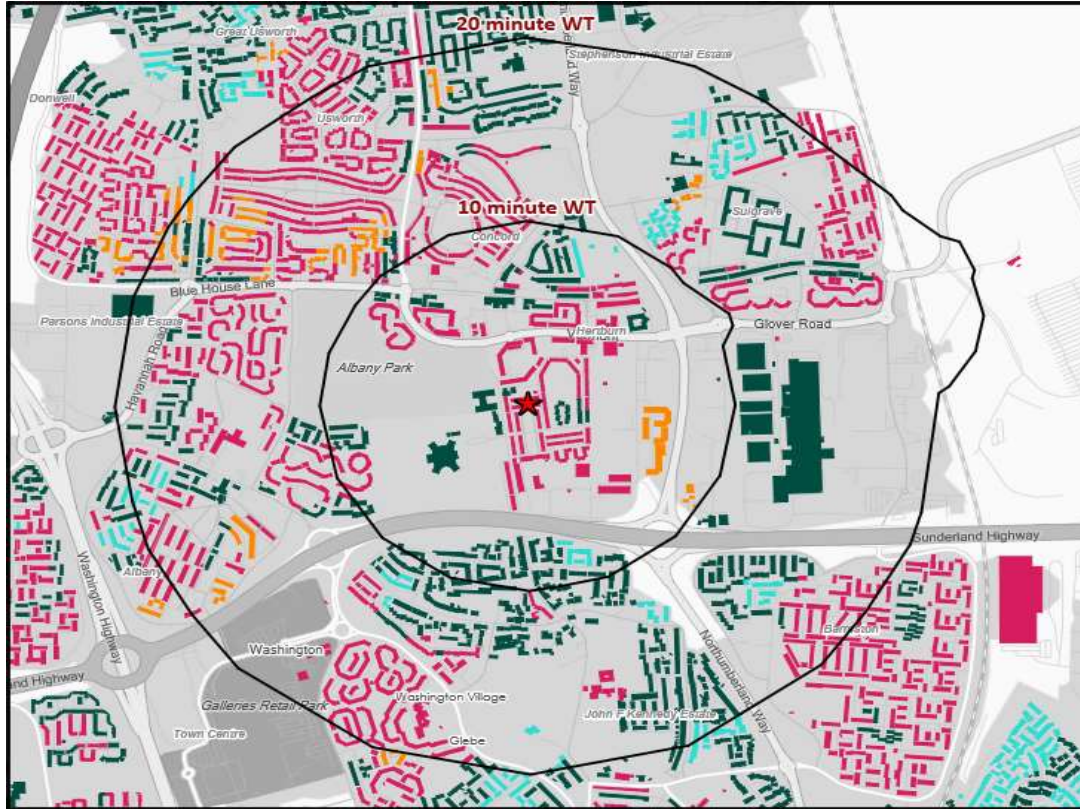 20 minute WT
Great Usworth
Stephenson Industrial Estate
Way
Donwell
Usworth
10 minute WT
Sulgrave
Concord
Blue House Lane
Parsons Industrial Estate
Glover Road
Hertburn
Havannah Road
Albany Park
Sunderland Highway
Albany
Washington Highway
Barmston
Northumberland Way
Washington
and Highway
Washington Village
Galleries Retail Park
John F Kennedy Estate
Town Centre
Glebe